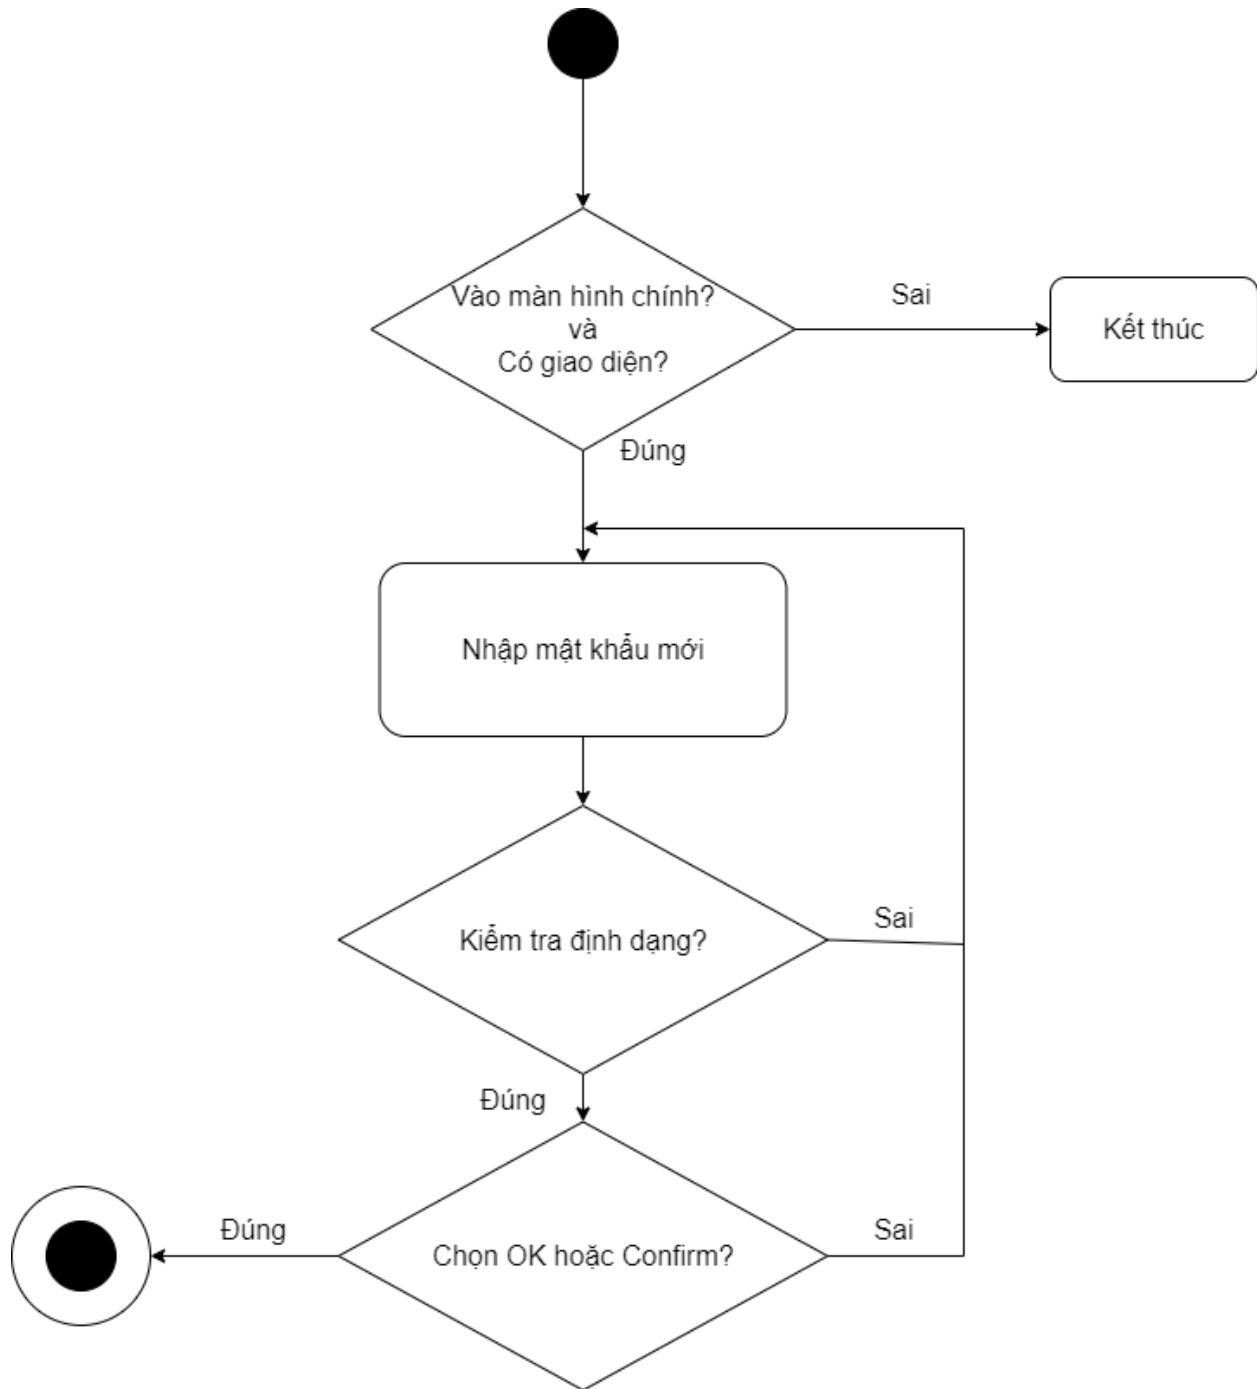 Vào màn hình chính?
và
Có giao diện?
Sai
Kết thúc
Đúng
Nhập mật khẩu mới
Kiểm tra định dạng?
Sai
Đúng
Chọn OK hoặc Confirm?
Đúng
Sai